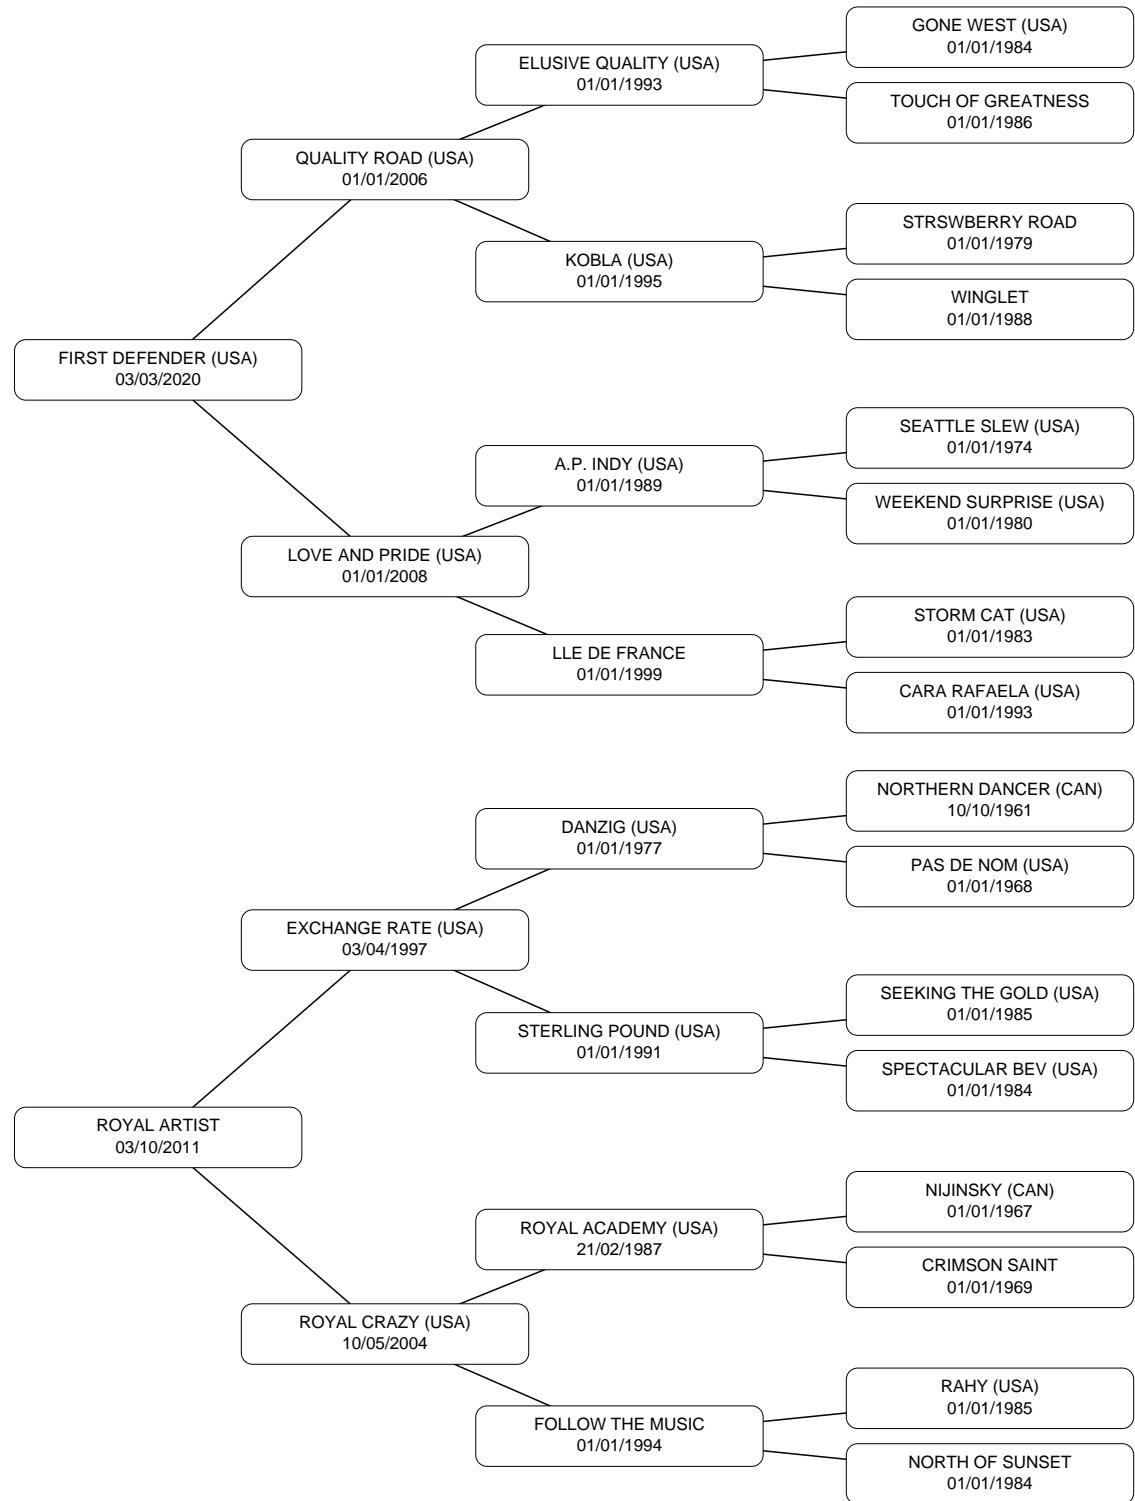 GONE WEST (USA)
01/01/1984
ELUSIVE QUALITY (USA)
01/01/1993
TOUCH OF GREATNESS
01/01/1986
QUALITY ROAD (USA)
01/01/2006
STRSWBERRY ROAD
01/01/1979
KOBLA (USA)
01/01/1995
WINGLET
01/01/1988
FIRST DEFENDER (USA)
03/03/2020
SEATTLE SLEW (USA)
01/01/1974
A.P. INDY (USA)
01/01/1989
WEEKEND SURPRISE (USA)
01/01/1980
LOVE AND PRIDE (USA)
01/01/2008
STORM CAT (USA)
01/01/1983
LLE DE FRANCE
01/01/1999
CARA RAFAELA (USA)
01/01/1993
NORTHERN DANCER (CAN)
10/10/1961
DANZIG (USA)
01/01/1977
PAS DE NOM (USA)
01/01/1968
EXCHANGE RATE (USA)
03/04/1997
SEEKING THE GOLD (USA)
01/01/1985
STERLING POUND (USA)
01/01/1991
SPECTACULAR BEV (USA)
01/01/1984
ROYAL ARTIST
03/10/2011
NIJINSKY (CAN)
01/01/1967
ROYAL ACADEMY (USA)
21/02/1987
CRIMSON SAINT
01/01/1969
ROYAL CRAZY (USA)
10/05/2004
RAHY (USA)
01/01/1985
FOLLOW THE MUSIC
01/01/1994
NORTH OF SUNSET
01/01/1984